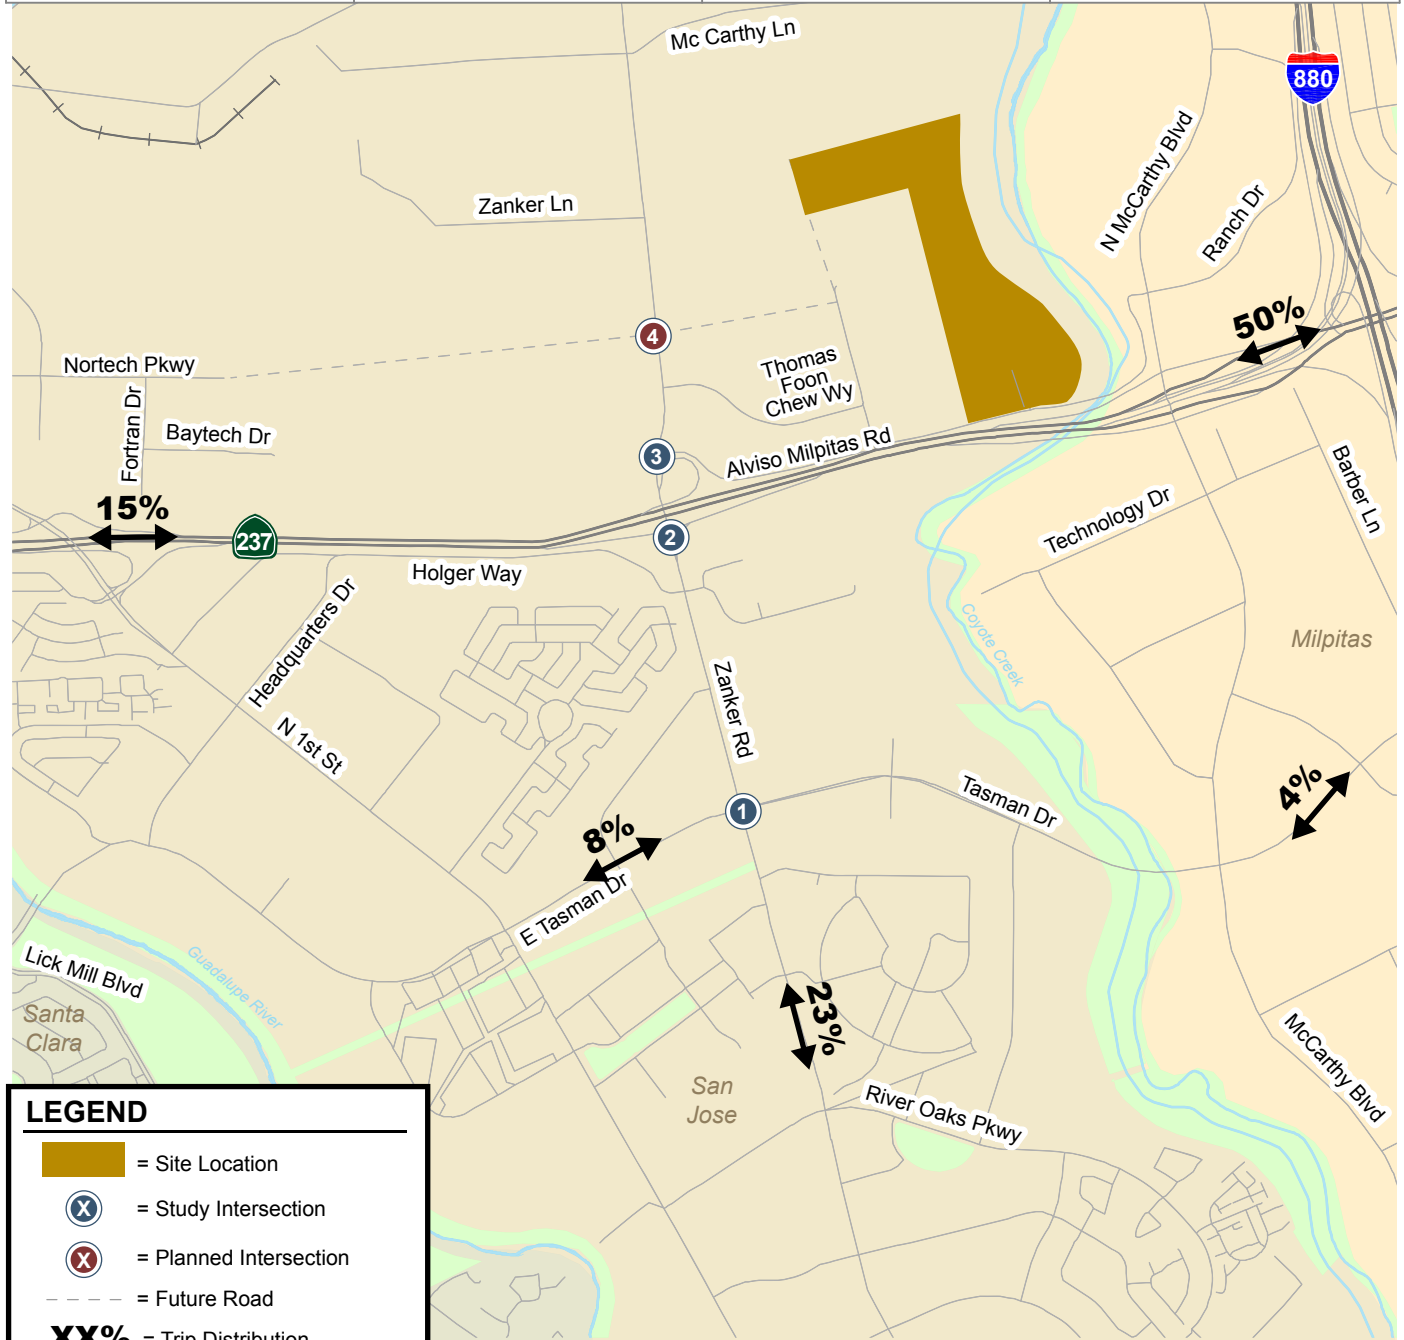 Mc Carthy Ln
880
N McCarthy Blvd
Zanker Ln
Ranch Dr
50%
4
Nortech Pkwy
Thomas
Foon
Chew Wy
Fortran Dr
Baytech Dr
3
Alviso Milpitas Rd
Barber Ln
15%
Technology Dr
237
2
Holger Way
Headquarters Dr
Coyote Creek
Milpitas
Zanker Rd
N 1st St
4%
Tasman Dr
1
8%
E Tasman Dr
Lick Mill Blvd
Guadalupe River
Santa
Clara
23%
McCarthy Blvd
San
Jose
River Oaks Pkwy
LEGEND
= Site Location
X = Study Intersection
X = Planned Intersection
= Future Road
XX% = Trip Distribution